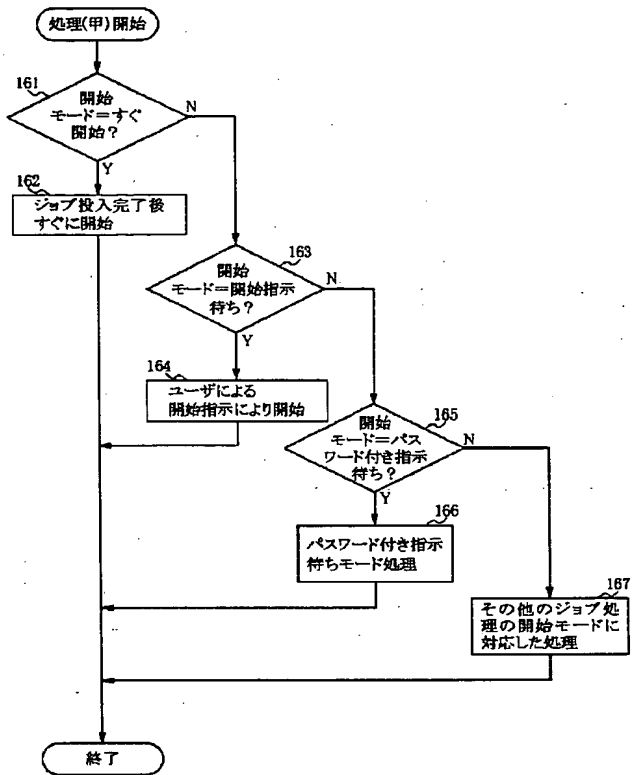 処理(甲)開始
161
開始
モード=すぐ
開始?
N
Y
162
ジョブ投入完了後
すぐに開始
163
開始
モード=開始指示
待ち?
N
Y
164
ユーザによる
開始指示により開始
165
開始
モード=パス
ワード付き指示
待ち?
N
Y
166
パスワード付き指示
待ちモード処理
167
その他のジョブ処
理の開始モードに
対応した処理
終了